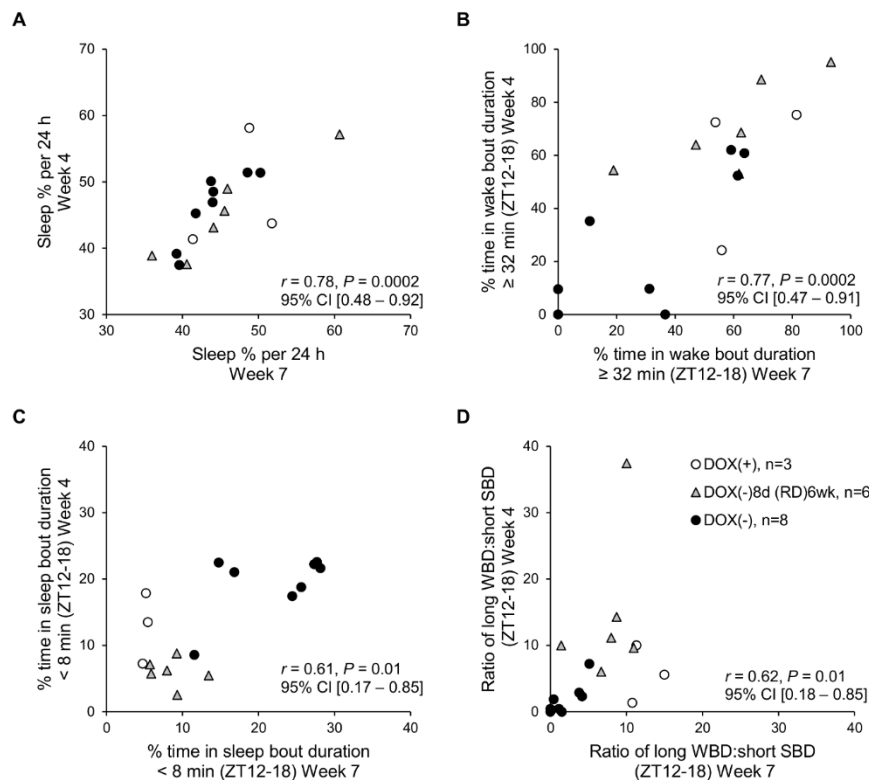 A
Sleep % per 24 h
Week 4
70
60
50
40
30
30
40
50
60
70
r = 0.78, P = 0.0002
95% CI [0.48 – 0.92]
Sleep % per 24 h
Week 7
B
% time in wake bout duration
≥ 32 min (ZT12-18) Week 4
100
80
60
40
20
0
0
20
40
60
80
100
r = 0.77, P = 0.0002
95% CI [0.47 – 0.91]
% time in wake bout duration
≥ 32 min (ZT12-18) Week 7
C
% time in sleep bout duration
< 8 min (ZT12-18) Week 4
40
30
20
10
0
0
10
20
30
40
r = 0.61, P = 0.01
95% CI [0.17 – 0.85]
% time in sleep bout duration
< 8 min (ZT12-18) Week 7
D
Ratio of long WBD:short SBD
(ZT12-18) Week 4
40
30
20
10
0
0
10
20
30
40
DOX(+), n=3
DOX(-)8d (RD)6wk, n=6
DOX(-), n=8
r = 0.62, P = 0.01
95% CI [0.18 – 0.85]
Ratio of long WBD:short SBD
(ZT12-18) Week 7